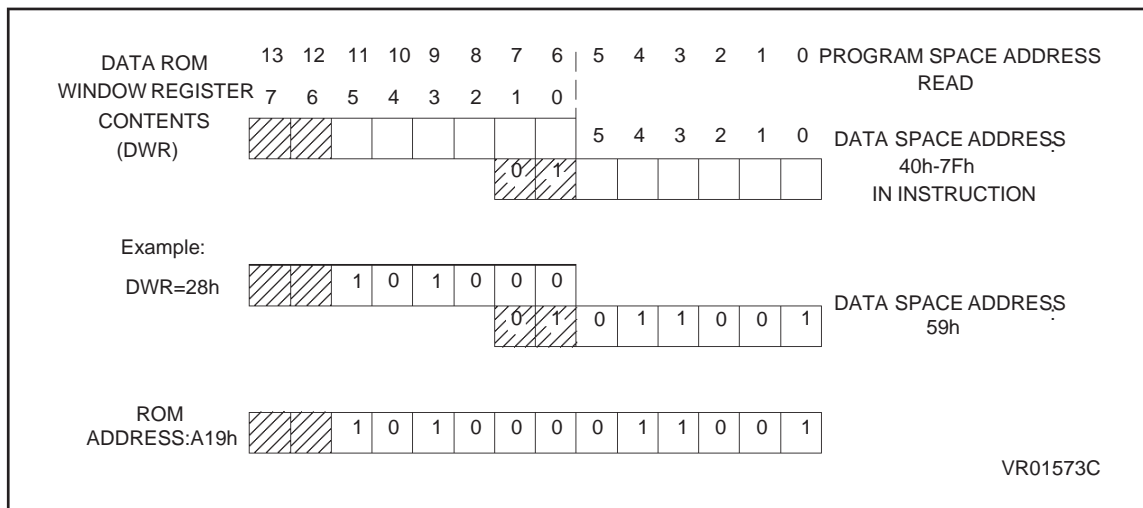 13 12 11 10 9 8 7 6 5 4 3 2 1 0 PROGRAM SPACE ADDRESS
READ
DATA ROM
WINDOW REGISTER 7 6 5 4 3 2 1 0
CONTENTS
(DWR)
5 4 3 2 1 0 DATA SPACE ADDRESS :
0 1 40h-7Fh
IN INSTRUCTION
Example:
DWR=28h 1 0 1 0 0 0
0 1 0 1 1 0 0 1 DATA SPACE ADDRESS :
59h
ROM
ADDRESS:A19h 1 0 1 0 0 0 0 1 1 0 0 1
VR01573C